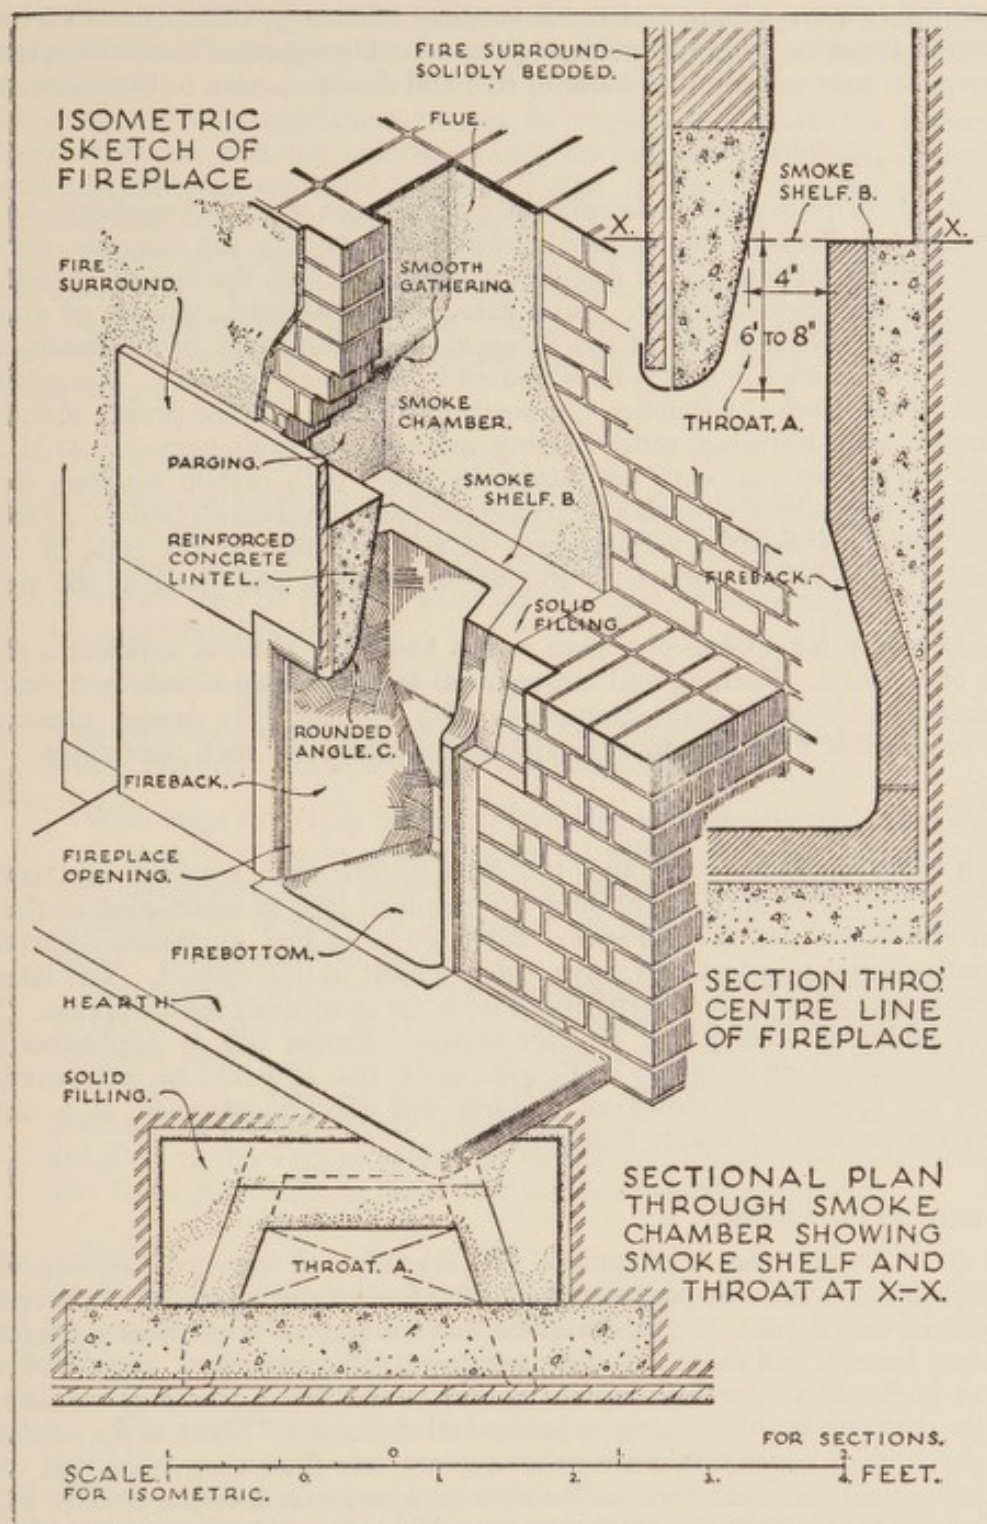 FIRE SURROUND
SOLIDLY BEDDED.
ISOMETRIC
SKETCH OF
FIREPLACE
FLUE.
SMOKE
SHELF. B.
X.
X.
FIRE
SURROUND.
SMOOTH
GATHERING.
4"
6" TO 8"
SMOKE
CHAMBER.
THROAT. A.
PARGING.
SMOKE
SHELF. B.
REINFORCED
CONCRETE
LINTEL.
FIREBACK.
SOLID
FILLING.
ROUNDED
ANGLE. C.
FIREBACK.
FIREPLACE
OPENING.
FIREBOTTOM.
HEARTH
SECTION THRO'
CENTRE LINE
OF FIREPLACE
SOLID
FILLING.
SECTIONAL PLAN
THROUGH SMOKE
CHAMBER SHOWING
SMOKE SHELF AND
THROAT AT X-X.
THROAT. A.
FOR SECTIONS.
1. 0 1. 2.
SCALE. 0. 1. 2. 3. 4. FEET.
FOR ISOMETRIC.